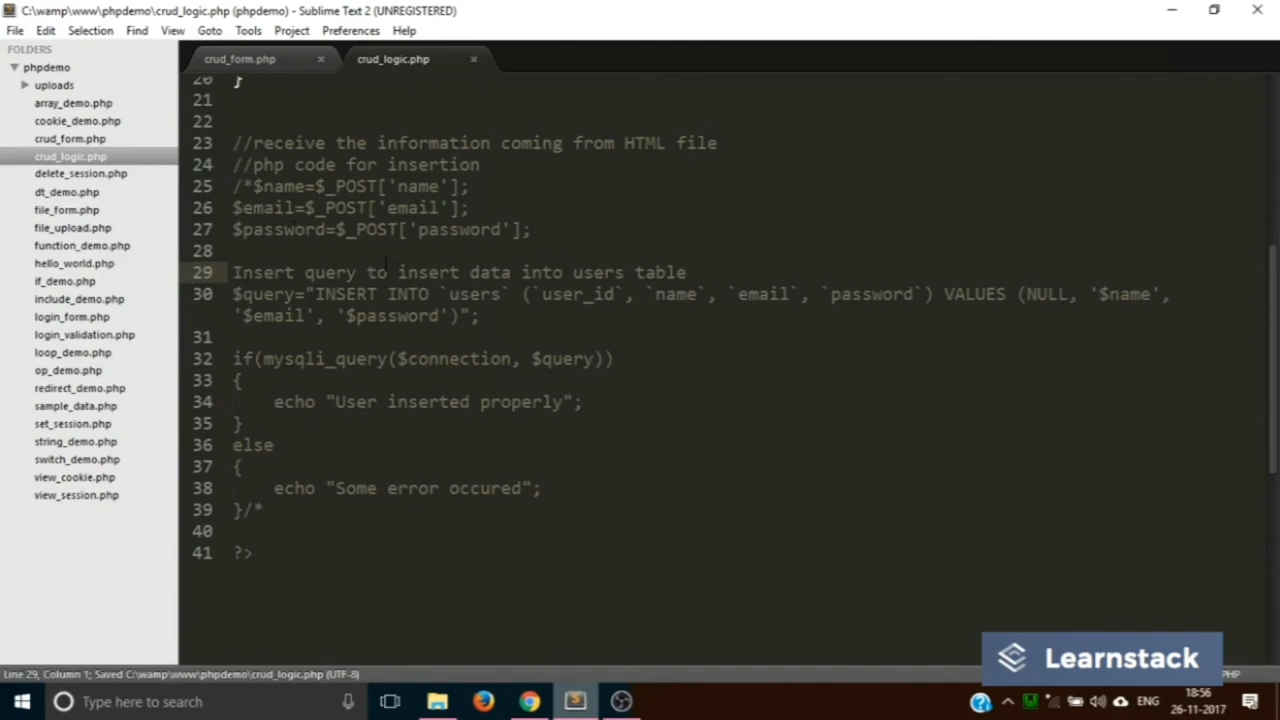 C:\wamp\www\phpdemo\crud_logic.php (phpdemo) - Sublime Text 2 (UNREGISTERED)
File Edit Selection Find View Goto Tools Project Preferences Help
FOLDERS
phpdemo
uploads
array_demo.php
cookie_demo.php
crud_form.php
crud_logic.php
delete_session.php
dt_demo.php
file_form.php
file_upload.php
function_demo.php
hello_world.php
if_demo.php
include_demo.php
login_form.php
login_validation.php
loop_demo.php
op_demo.php
redirect_demo.php
sample_data.php
set_session.php
string_demo.php
switch_demo.php
view_cookie.php
view_session.php
crud_form.php crud_logic.php
20 }
21
22
23 //receive the information coming from HTML file
24 //php code for insertion
25 /*$name=$_POST['name'];
26 $email=$_POST['email'];
27 $password=$_POST['password'];
28
29 Insert query to insert data into users table
30 $query="INSERT INTO `users` (`user_id`, `name`, `email`, `password`) VALUES (NULL, '$name',
'$email', '$password')";
31
32 if(mysqli_query($connection, $query))
33 {
34 echo "User inserted properly";
35 }
36 else
37 {
38 echo "Some error occured";
39 }/*
40
41 ?>
Learnstack
Line 29, Column 1; Saved C:\wamp\www\phpdemo\crud_logic.php (UTF-8)
PHP
Type here to search
ENG
18:56
26-11-2017